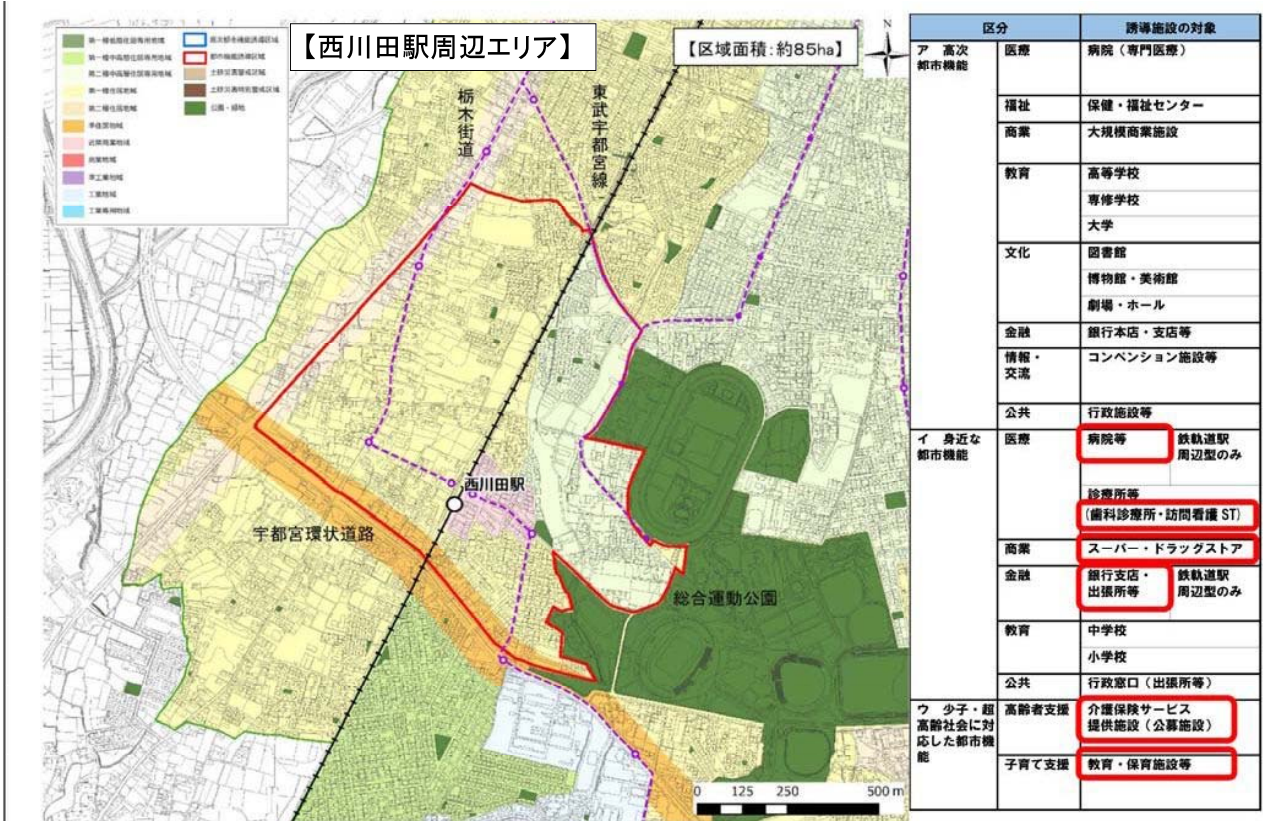 【西川田駅周辺エリア】
【区域面積:約85ha】
N
第一種低層住居専用地域
第一種中高層住居専用地域
第二種中高層住居専用地域
第一種住居地域
第二種住居地域
準住居地域
近隣商業地域
商業地域
準工業地域
工業地域
工業専用地域
高次都市機能誘導区域
都市機能誘導区域
土砂災害警戒区域
土砂災害特別警戒区域
公園・緑地
栃木街道
東武宇都宮線
西川田駅
宇都宮環状道路
総合運動公園
0 125 250 500 m
区分 誘導施設の対象
ア 高次
都市機能
医療 病院(専門医療)
福祉 保健・福祉センター
商業 大規模商業施設
教育 高等学校
専修学校
大学
文化 図書館
博物館・美術館
劇場・ホール
金融 銀行本店・支店等
情報・
交流
コンベンション施設等
公共 行政施設等
イ 身近な
都市機能
医療 病院等 鉄軌道駅
周辺型のみ
診療所等
(歯科診療所・訪問看護ST)
商業 スーパー・ドラッグストア
金融 銀行支店・
出張所等
鉄軌道駅
周辺型のみ
教育 中学校
小学校
公共 行政窓口(出張所等)
ウ 少子・超
高齢社会に対
応した都市機
能
高齢者支援 介護保険サービス
提供施設(公募施設)
子育て支援 教育・保育施設等